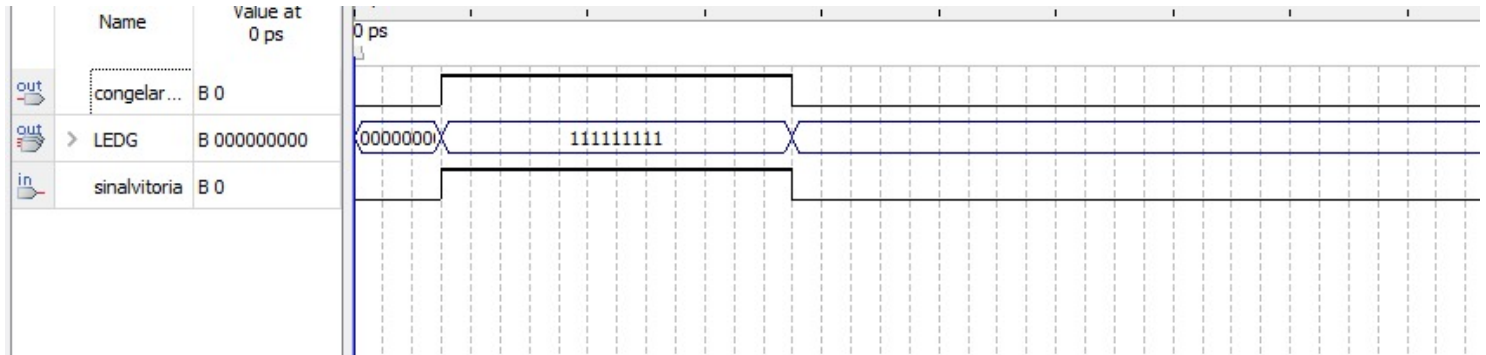 Name
Value at
0 ps
0 ps
out
congelar... B 0
out
> LEDG B 000000000
0000000
111111111
in
sinalvitoria B 0